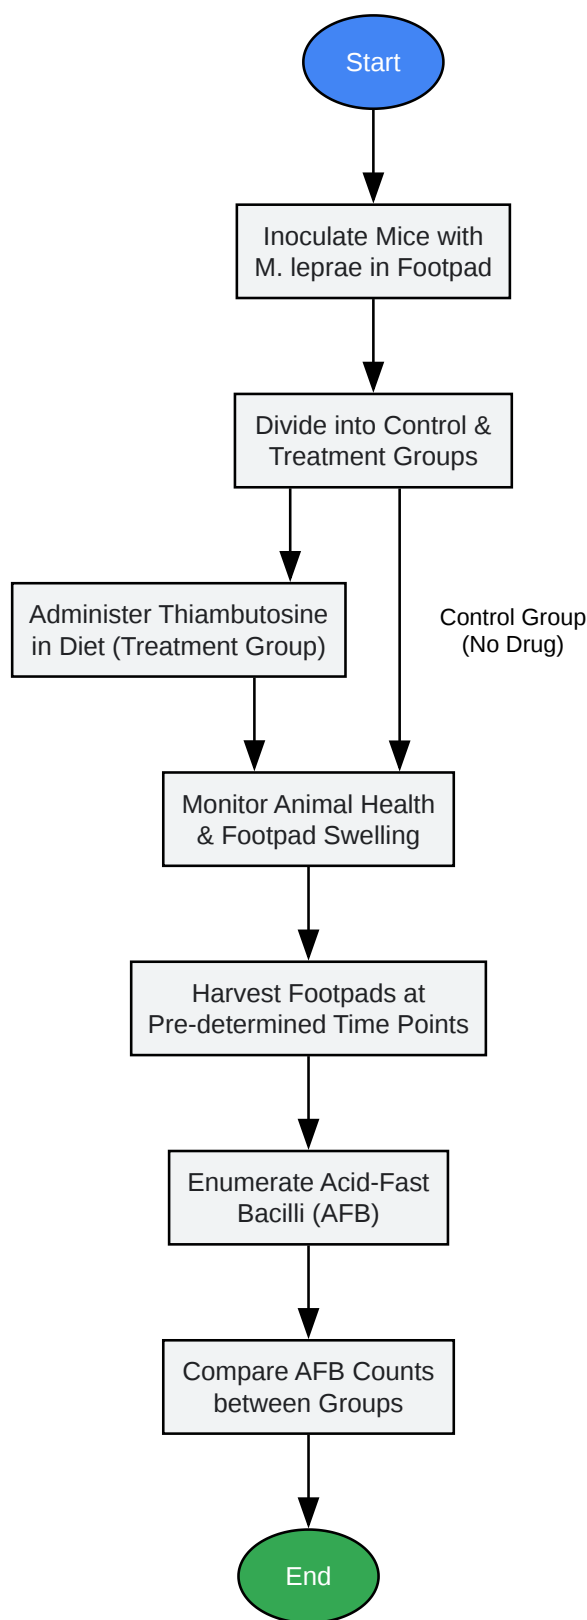 Start
Inoculate Mice with
M. leprae in Footpad
Divide into Control &
Treatment Groups
Administer Thiambutosine
in Diet (Treatment Group)
Control Group
(No Drug)
Monitor Animal Health
& Footpad Swelling
Harvest Footpads at
Pre-determined Time Points
Enumerate Acid-Fast
Bacilli (AFB)
Compare AFB Counts
between Groups
End